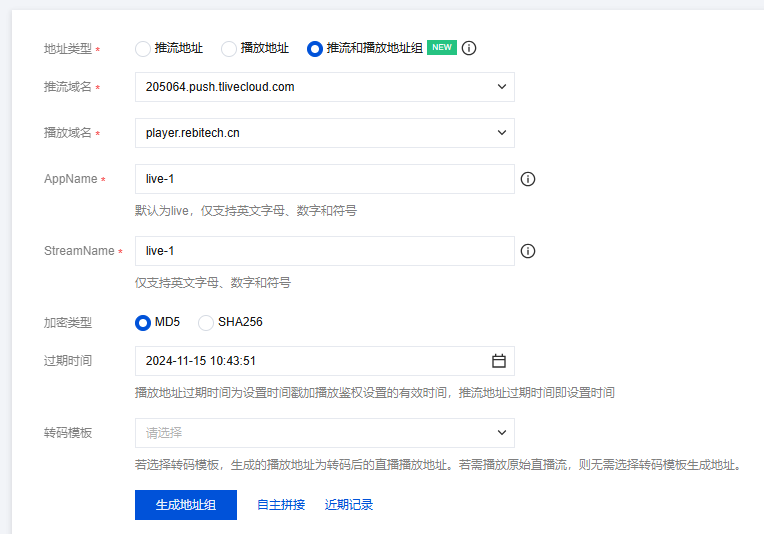 地址类型 * 推流地址 播放地址 推流和播放地址组 NEW
推流域名 * 205064.push.tlivecloud.com
播放域名 * player.rebitech.cn
AppName * live-1
默认为live，仅支持英文字母、数字和符号
StreamName * live-1
仅支持英文字母、数字和符号
加密类型 MD5 SHA256
过期时间 2024-11-15 10:43:51
播放地址过期时间为设置时间戳加播放鉴权设置的有效时间，推流地址过期时间即设置时间
转码模板 请选择
若选择转码模板，生成的播放地址为转码后的直播播放地址。若需播放原始直播流，则无需选择转码模板生成地址。
生成地址组 自主拼接 近期记录